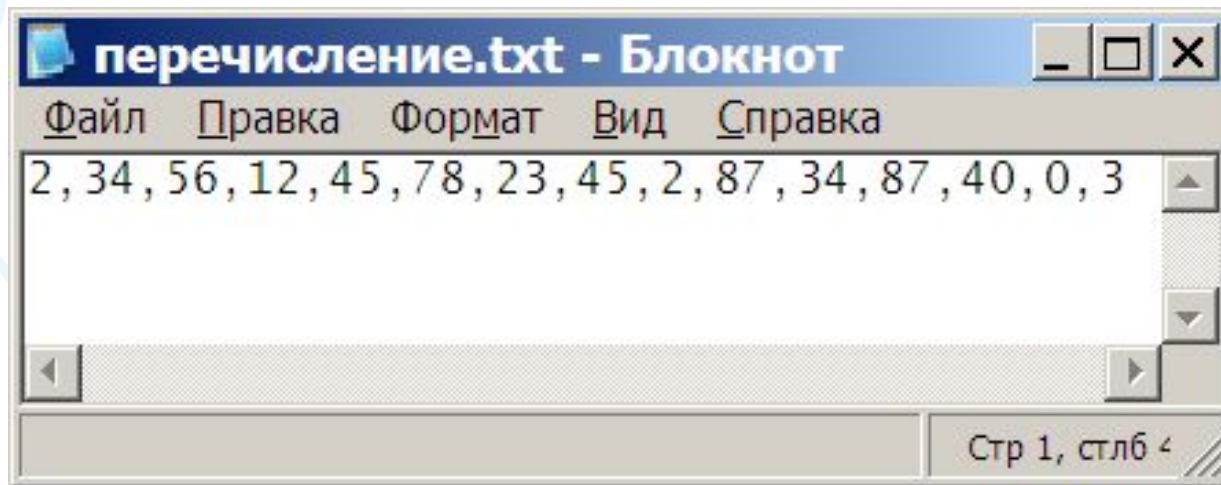 перечисление.txt - Блокнот
Файл Правка Формат Вид Справка
2,34,56,12,45,78,23,45,2,87,34,87,40,0,3
Стр 1, стлб 4